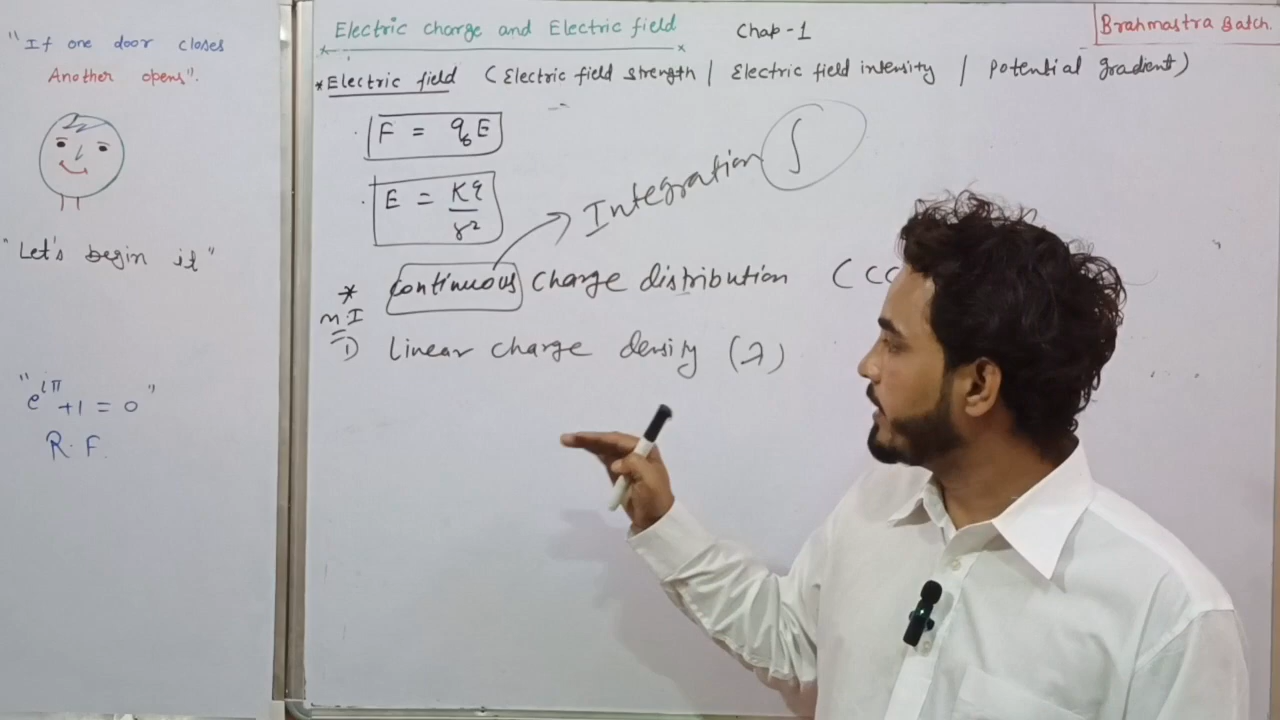 "If one door closes
Another opens".
"Let's begin it"
"e^iπ + 1 = 0"
R. F.
Electric charge and Electric field Chap-1
Brahmastra Batch.
* Electric field (Electric field strength | Electric field intensity / potential gradient)
F = q₀E
E = Kq/r²
Integration ∫
* Continuous charge distribution (CC
m.I
1) Linear charge density (λ)